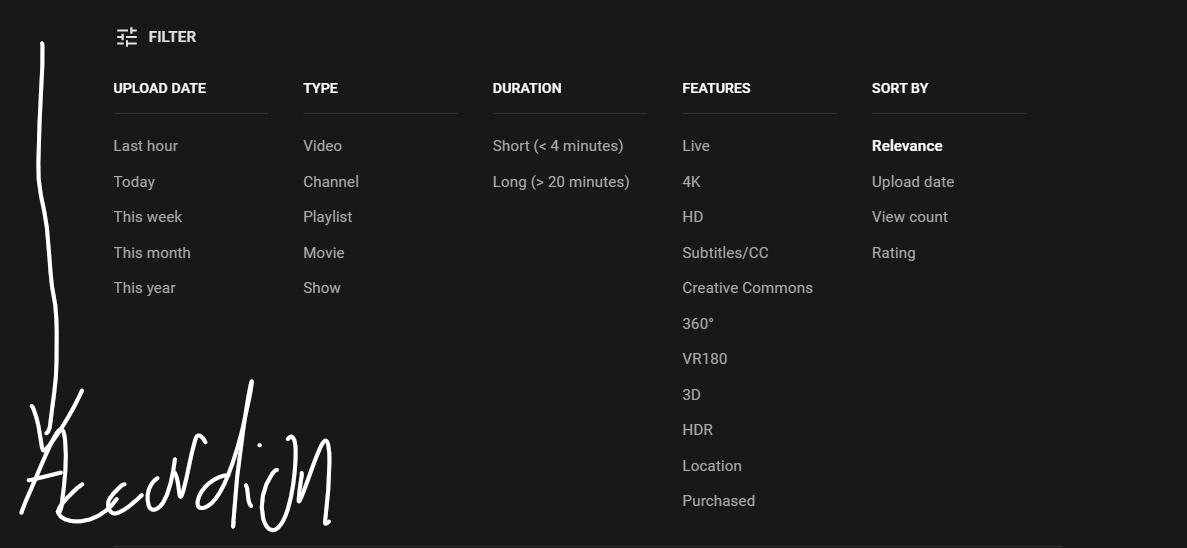 FILTER
UPLOAD DATE TYPE DURATION FEATURES SORT BY
Last hour Video Short (< 4 minutes) Live Relevance
Today Channel Long (> 20 minutes) 4K Upload date
This week Playlist HD View count
This month Movie Subtitles/CC Rating
This year Show Creative Commons
360°
VR180
3D
HDR
Accordion
Location
Purchased